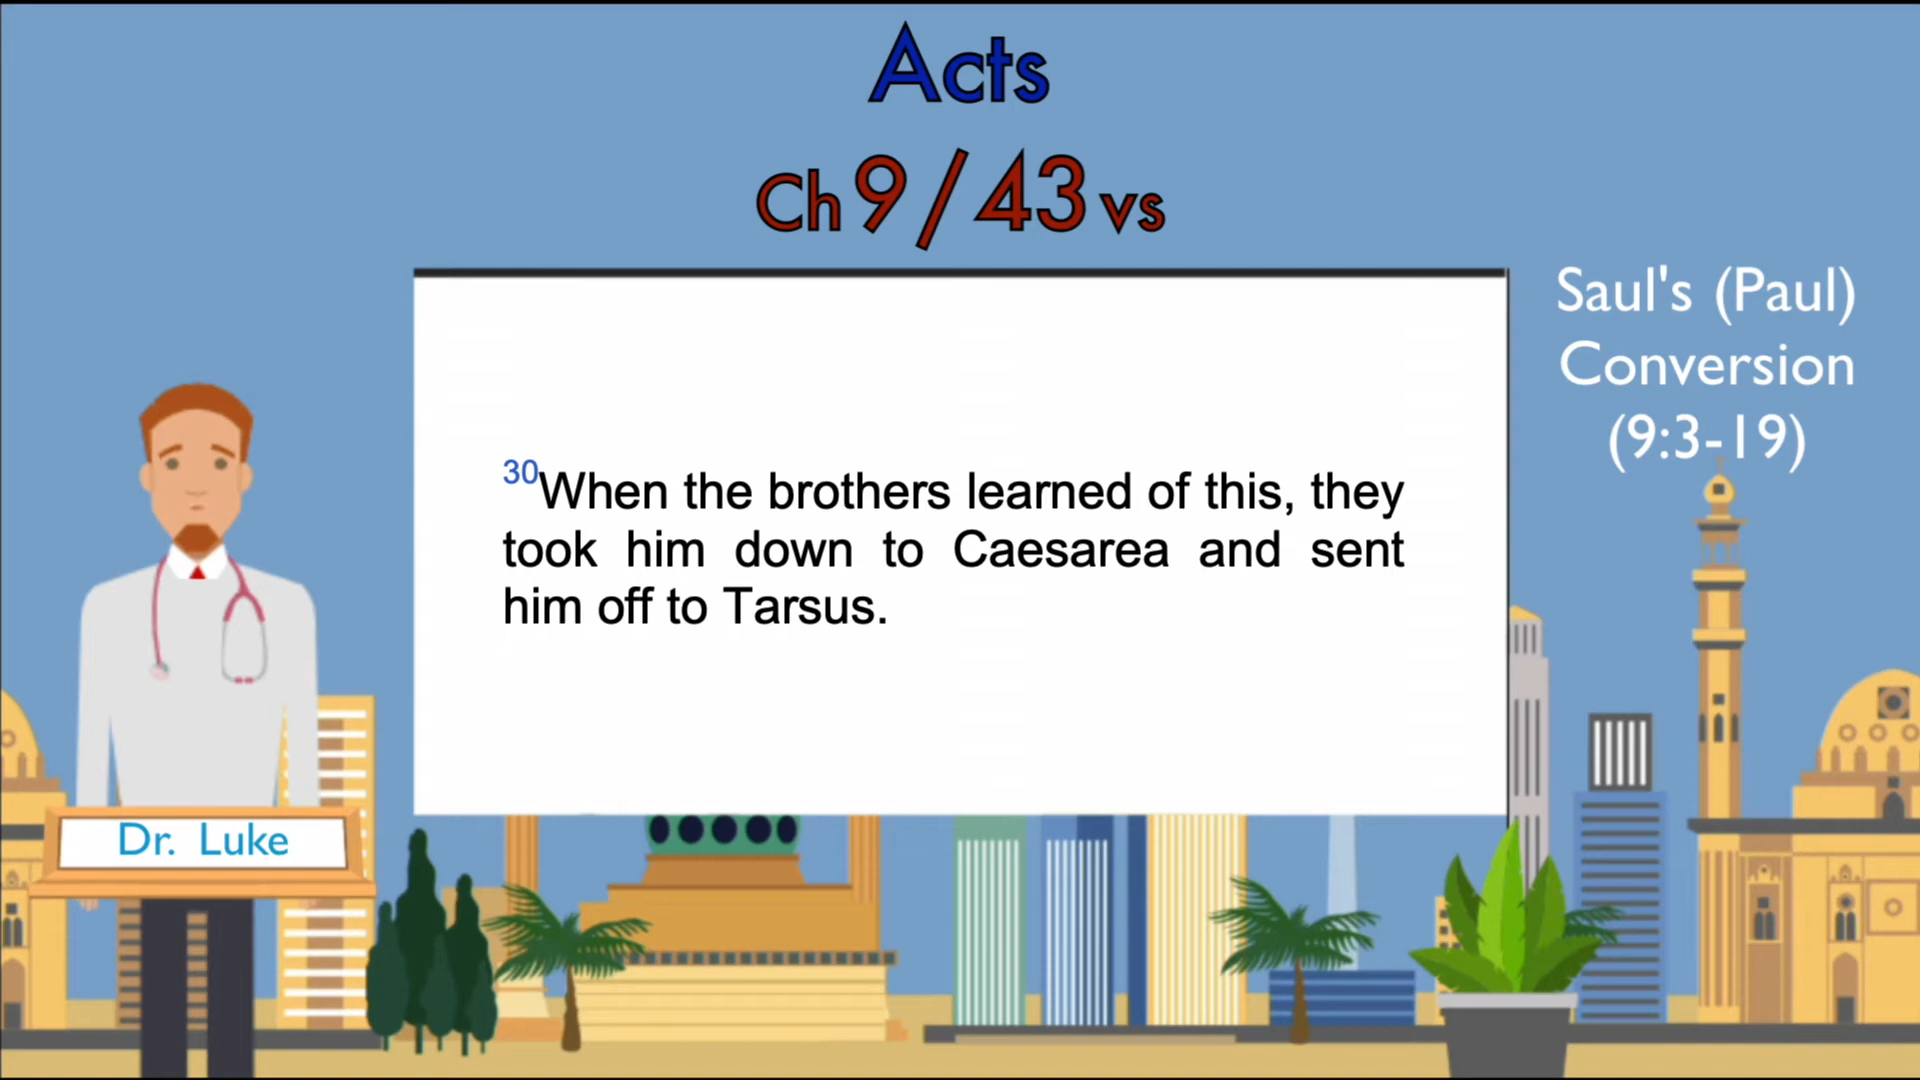 Acts
Ch 9/43 vs
Saul's (Paul)
Conversion
(9:3-19)
30When the brothers learned of this, they
took him down to Caesarea and sent
him off to Tarsus.
Dr. Luke